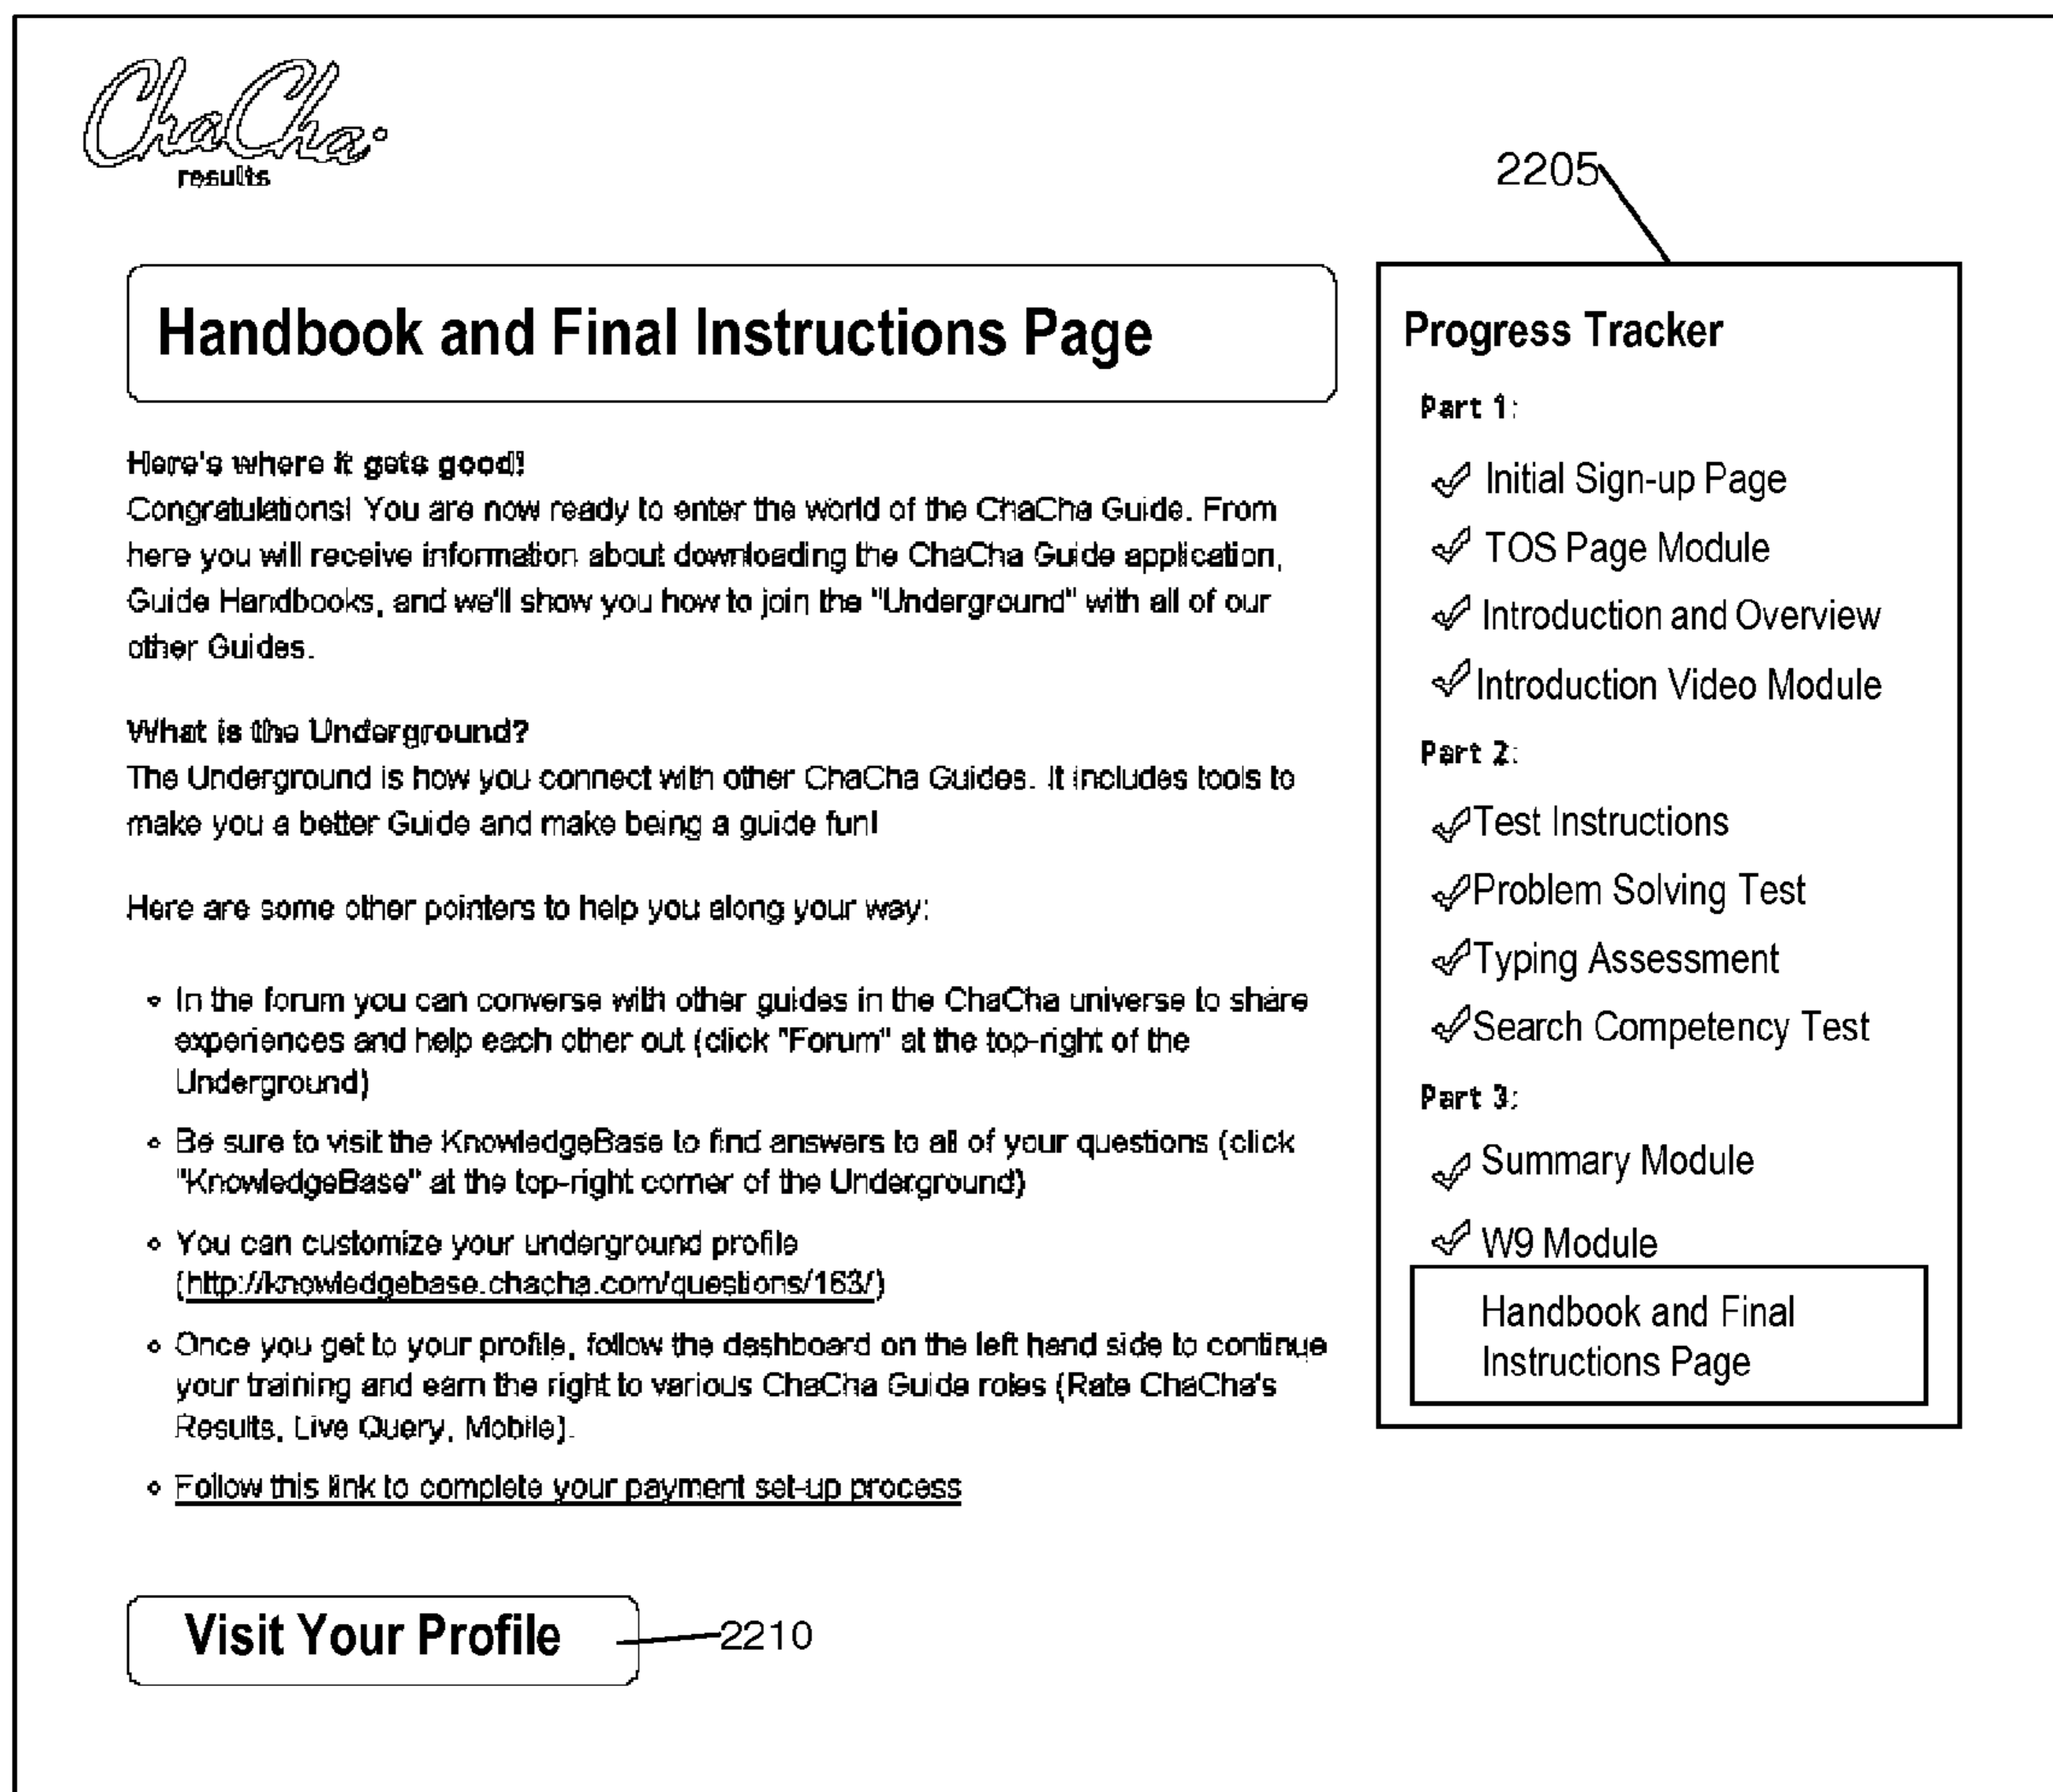 ChaCha
results
2205
Handbook and Final Instructions Page
Here's where it gets good!
Congratulations! You are now ready to enter the world of the ChaCha Guide. From
here you will receive information about downloading the ChaCha Guide application,
Guide Handbooks, and we'll show you how to join the "Underground" with all of our
other Guides.
What is the Underground?
The Underground is how you connect with other ChaCha Guides. It includes tools to
make you a better Guide and make being a guide fun!
Here are some other pointers to help you along your way:
In the forum you can converse with other guides in the ChaCha universe to share
experiences and help each other out (click "Forum" at the top-right of the
Underground)
Be sure to visit the KnowledgeBase to find answers to all of your questions (click
"KnowledgeBase" at the top-right corner of the Underground)
You can customize your underground profile
(http://knowledgebase.chacha.com/questions/163/)
Once you get to your profile, follow the dashboard on the left hand side to continue
your training and earn the right to various ChaCha Guide roles (Rate ChaCha's
Results, Live Query, Mobile).
Follow this link to complete your payment set-up process
Visit Your Profile
2210
Progress Tracker
Part 1:
Initial Sign-up Page
TOS Page Module
Introduction and Overview
Introduction Video Module
Part 2:
Test Instructions
Problem Solving Test
Typing Assessment
Search Competency Test
Part 3:
Summary Module
W9 Module
Handbook and Final
Instructions Page